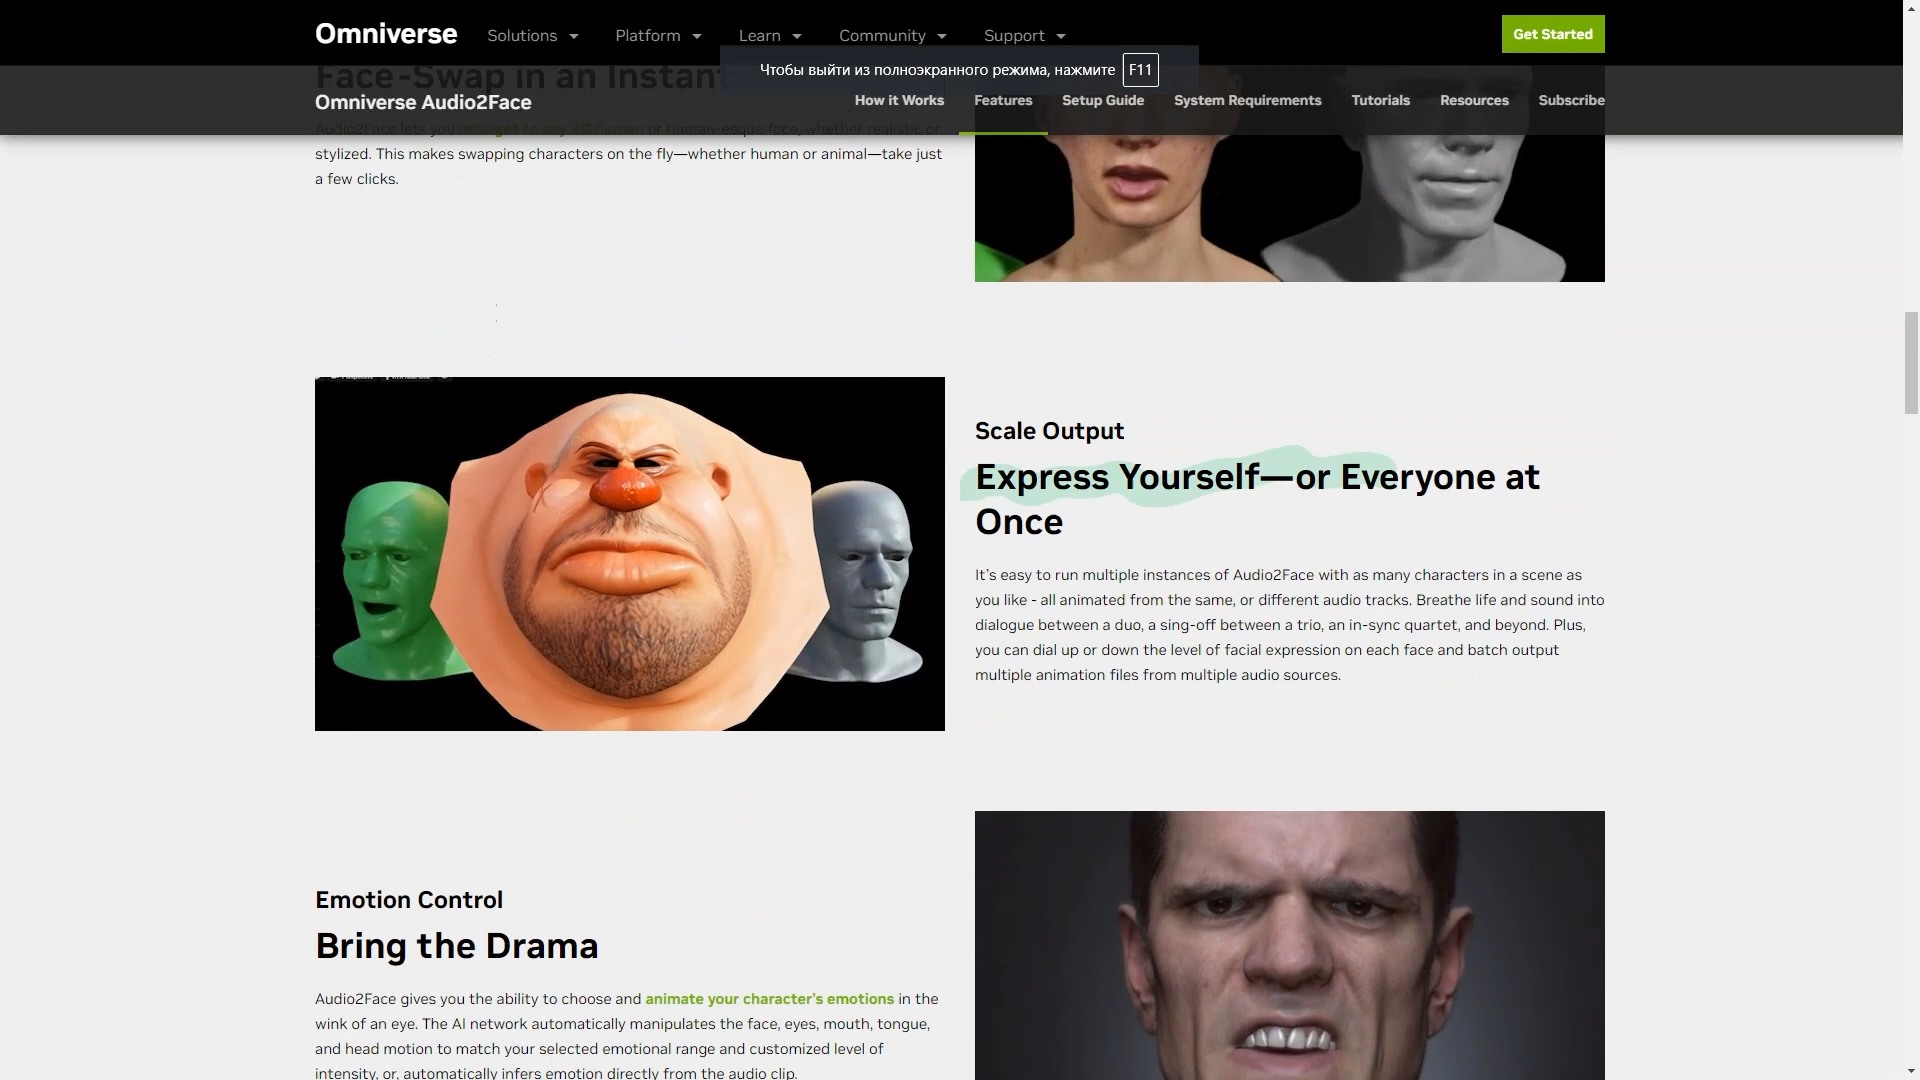 Omniverse
Solutions
Platform
Learn
Community
Support
Get Started
Чтобы выйти из полноэкранного режима, нажмите F11
Face-Swap in an Instant
Omniverse Audio2Face
How it Works
Features
Setup Guide
System Requirements
Tutorials
Resources
Subscribe
Audio2Face lets you retarget to any 3D human or human-esque face, whether realistic or
stylized. This makes swapping characters on the fly—whether human or animal—take just
a few clicks.
Scale Output
Express Yourself—or Everyone at
Once
It’s easy to run multiple instances of Audio2Face with as many characters in a scene as
you like - all animated from the same, or different audio tracks. Breathe life and sound into
dialogue between a duo, a sing-off between a trio, an in-sync quartet, and beyond. Plus,
you can dial up or down the level of facial expression on each face and batch output
multiple animation files from multiple audio sources.
Emotion Control
Bring the Drama
Audio2Face gives you the ability to choose and animate your character’s emotions in the
wink of an eye. The AI network automatically manipulates the face, eyes, mouth, tongue,
and head motion to match your selected emotional range and customized level of
intensity, or, automatically infers emotion directly from the audio clip.